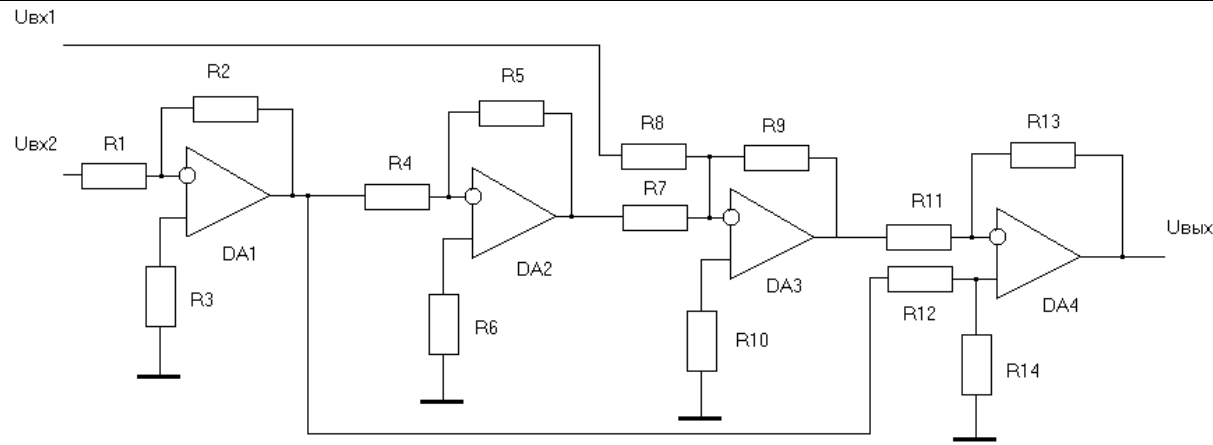 Uвх1
R2
R5
R8
R9
R13
Uвх2
R1
R4
R7
R11
Uвых
DA1
DA2
DA3
DA4
R3
R6
R10
R12
R14